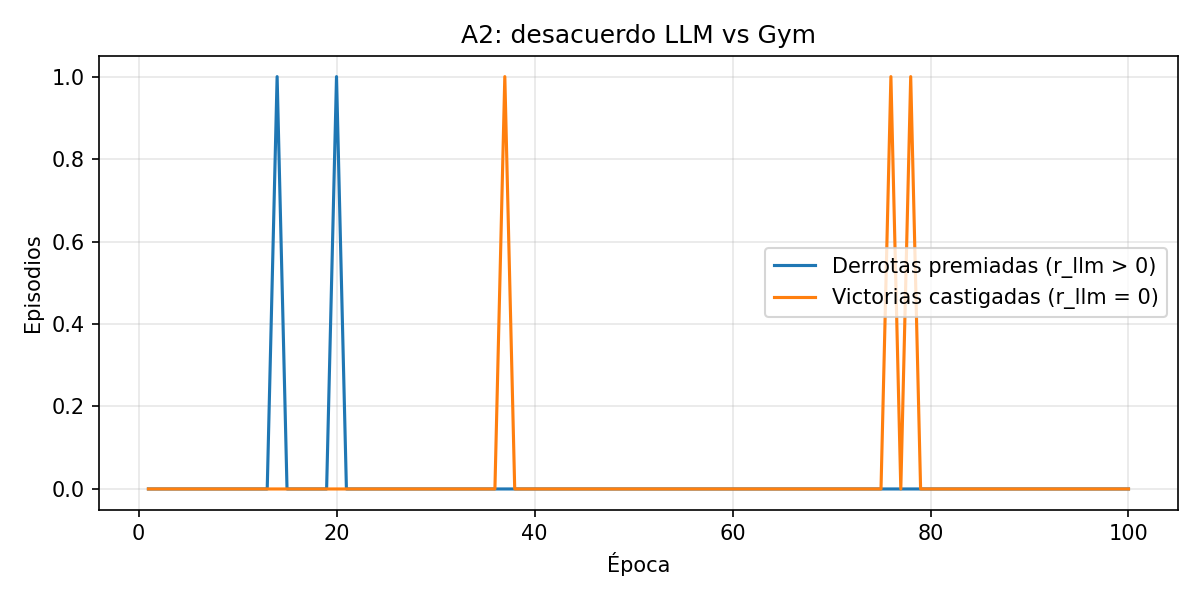 A2: desacuerdo LLM vs Gym
1.0
0.8
0.6
0.4
0.2
0.0
Episodios
Derrotas premiadas (r_llm > 0)
Victorias castigadas (r_llm = 0)
0 20 40 60 80 100
Época